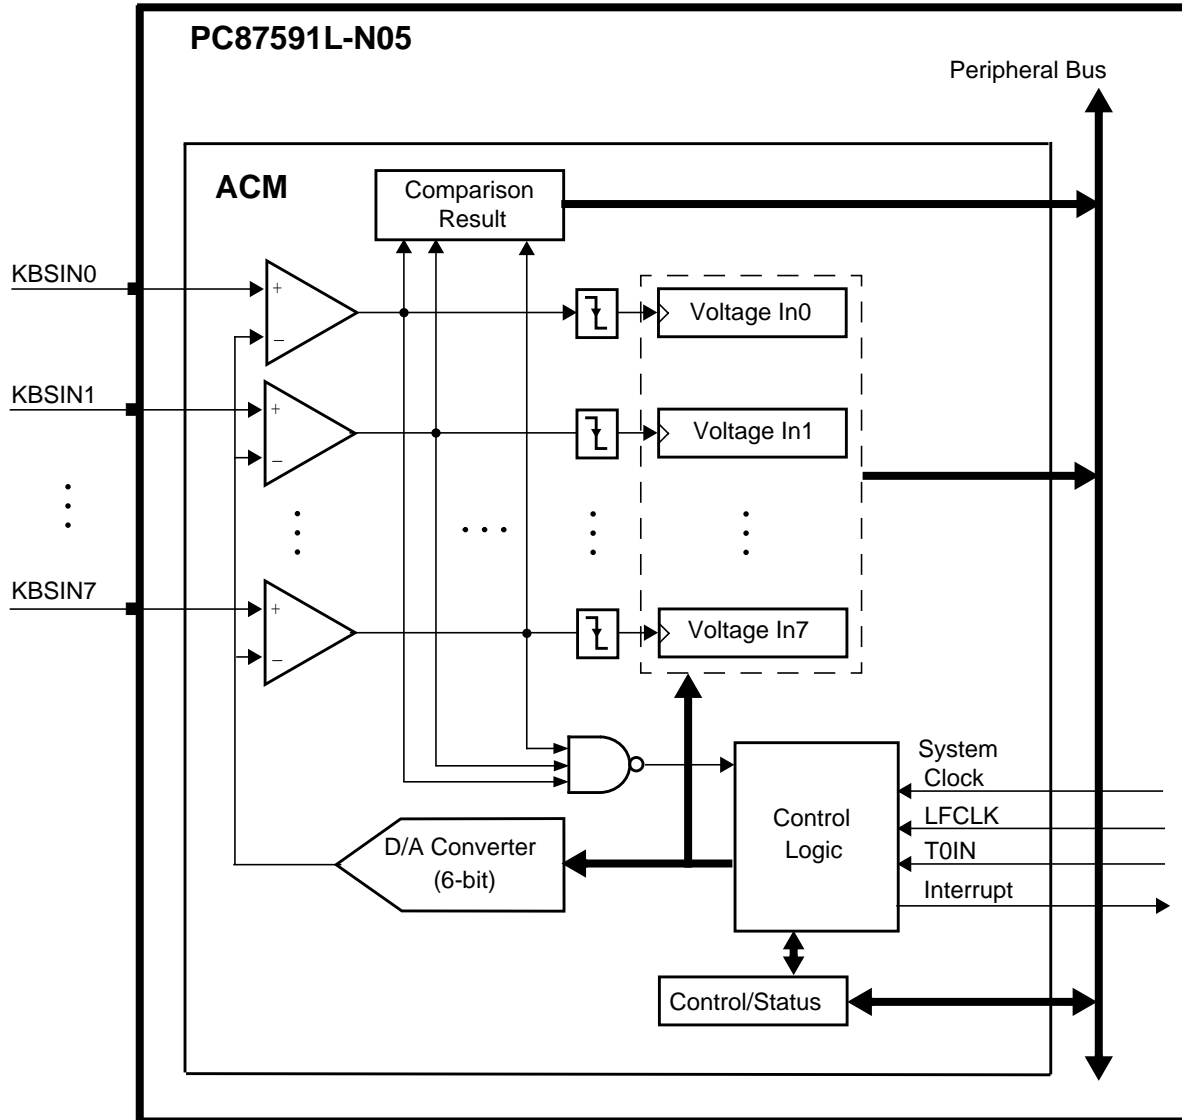 PC87591L-N05
Peripheral Bus
ACM
Comparison
Result
KBSIN0
+
−
Voltage In0
KBSIN1
+
−
Voltage In1
KBSIN7
+
−
Voltage In7
System
Clock
LFCLK
T0IN
Interrupt
Control
Logic
D/A Converter
(6-bit)
Control/Status